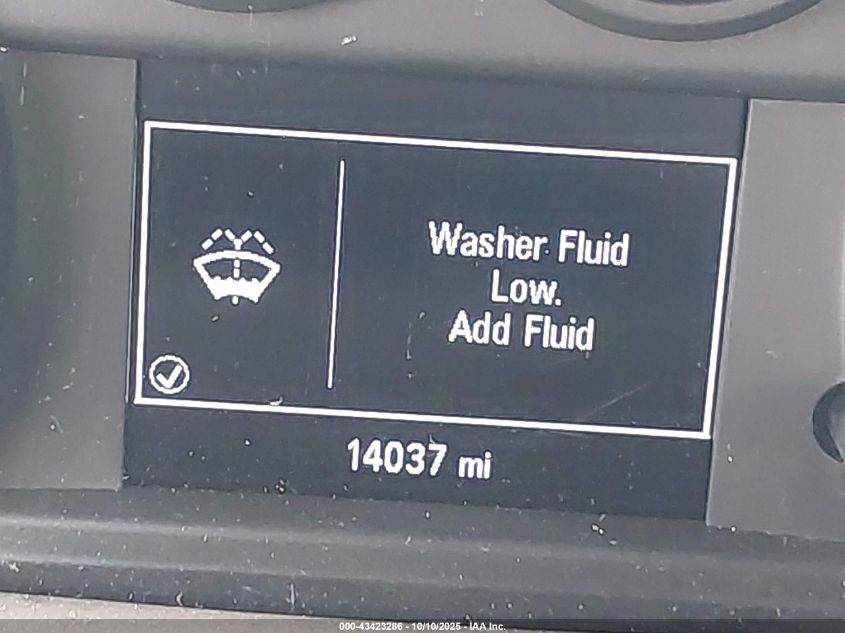 Washer Fluid
Low.
Add Fluid
14037 mi
000-43423286 - 10/10/2025 - IAA Inc.